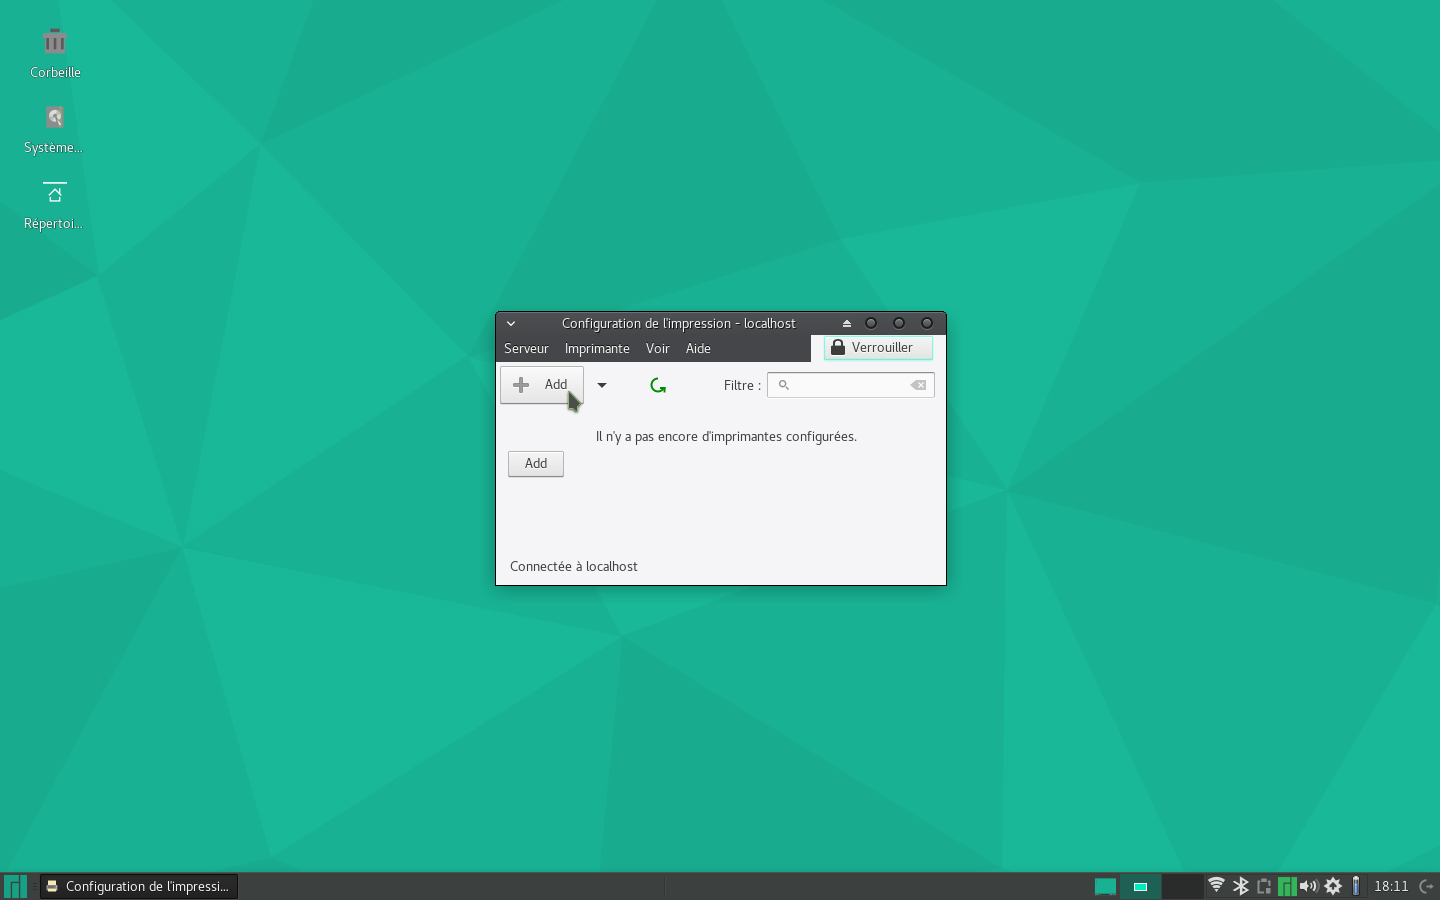 Corbeille
Système...
Répertoi...
Configuration de l'impression - localhost
Serveur Imprimante Voir Aide Verrouiller
Add Filtre :
Il n'y a pas encore d'imprimantes configurées.
Add
Connectée à localhost
Configuration de l'impressi... 18:11